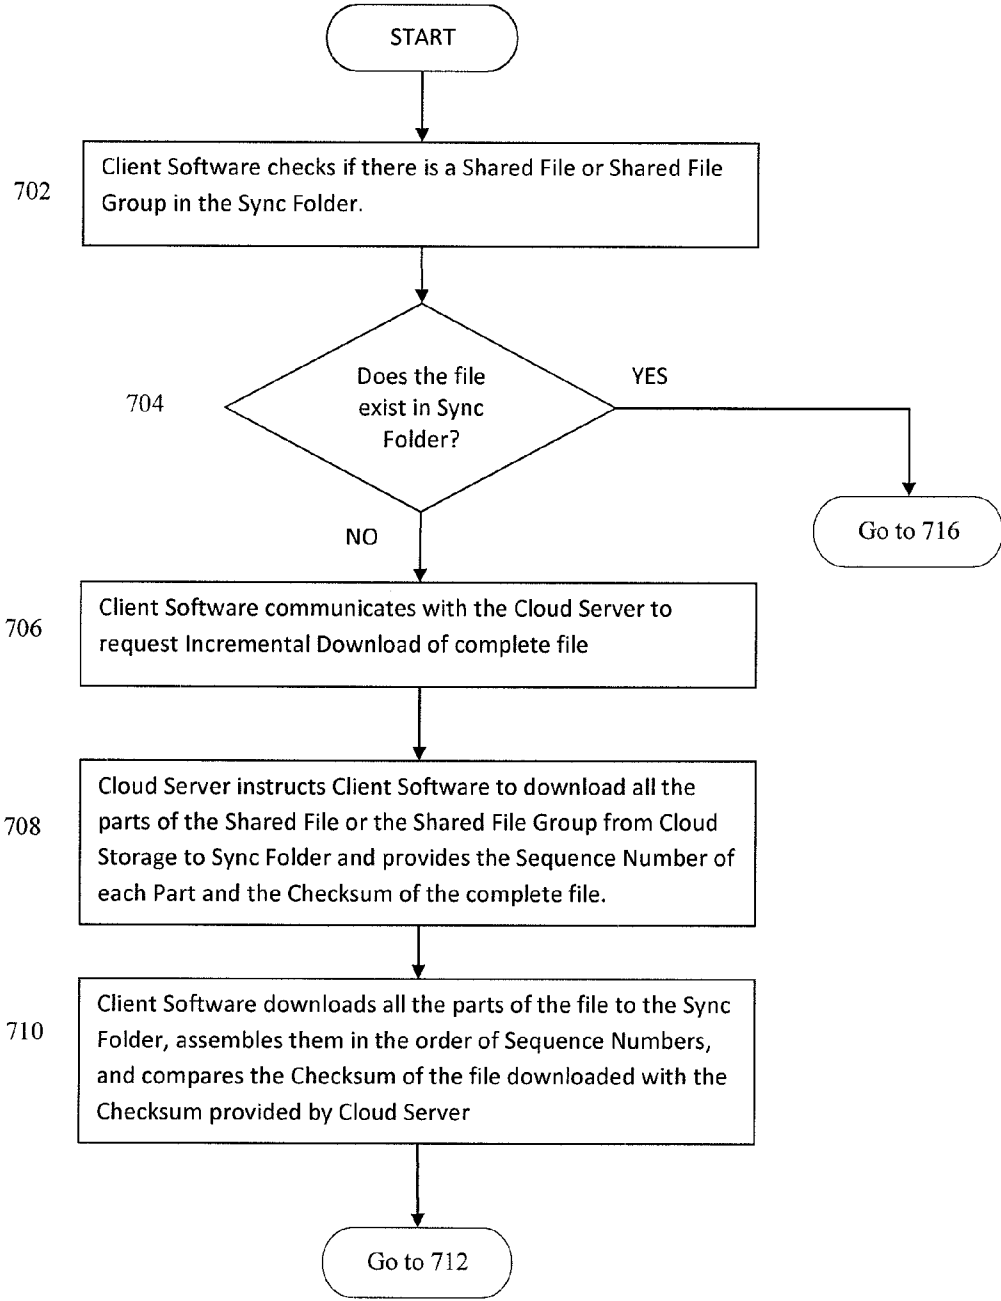 START
702
Client Software checks if there is a Shared File or Shared File
Group in the Sync Folder.
704
Does the file
exist in Sync
Folder?
YES
Go to 716
NO
706
Client Software communicates with the Cloud Server to
request Incremental Download of complete file
708
Cloud Server instructs Client Software to download all the
parts of the Shared File or the Shared File Group from Cloud
Storage to Sync Folder and provides the Sequence Number of
each Part and the Checksum of the complete file.
710
Client Software downloads all the parts of the file to the Sync
Folder, assembles them in the order of Sequence Numbers,
and compares the Checksum of the file downloaded with the
Checksum provided by Cloud Server
Go to 712